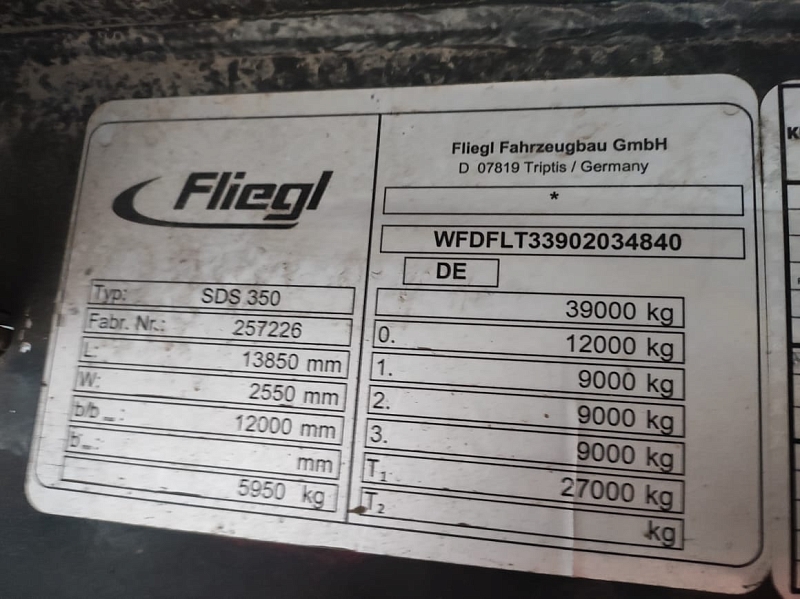 Fliegl
Typ: SDS 350
Fabr. Nr.: 257226
L: 13850 mm
W: 2550 mm
b/b ...: 12000 mm
b...: mm
5950 kg
Fliegl Fahrzeugbau GmbH
D 07819 Triptis / Germany
*
WFDFLT33902034840
DE
39000 kg
0. 12000 kg
1. 9000 kg
2. 9000 kg
3. 9000 kg
T1 27000 kg
T2 kg